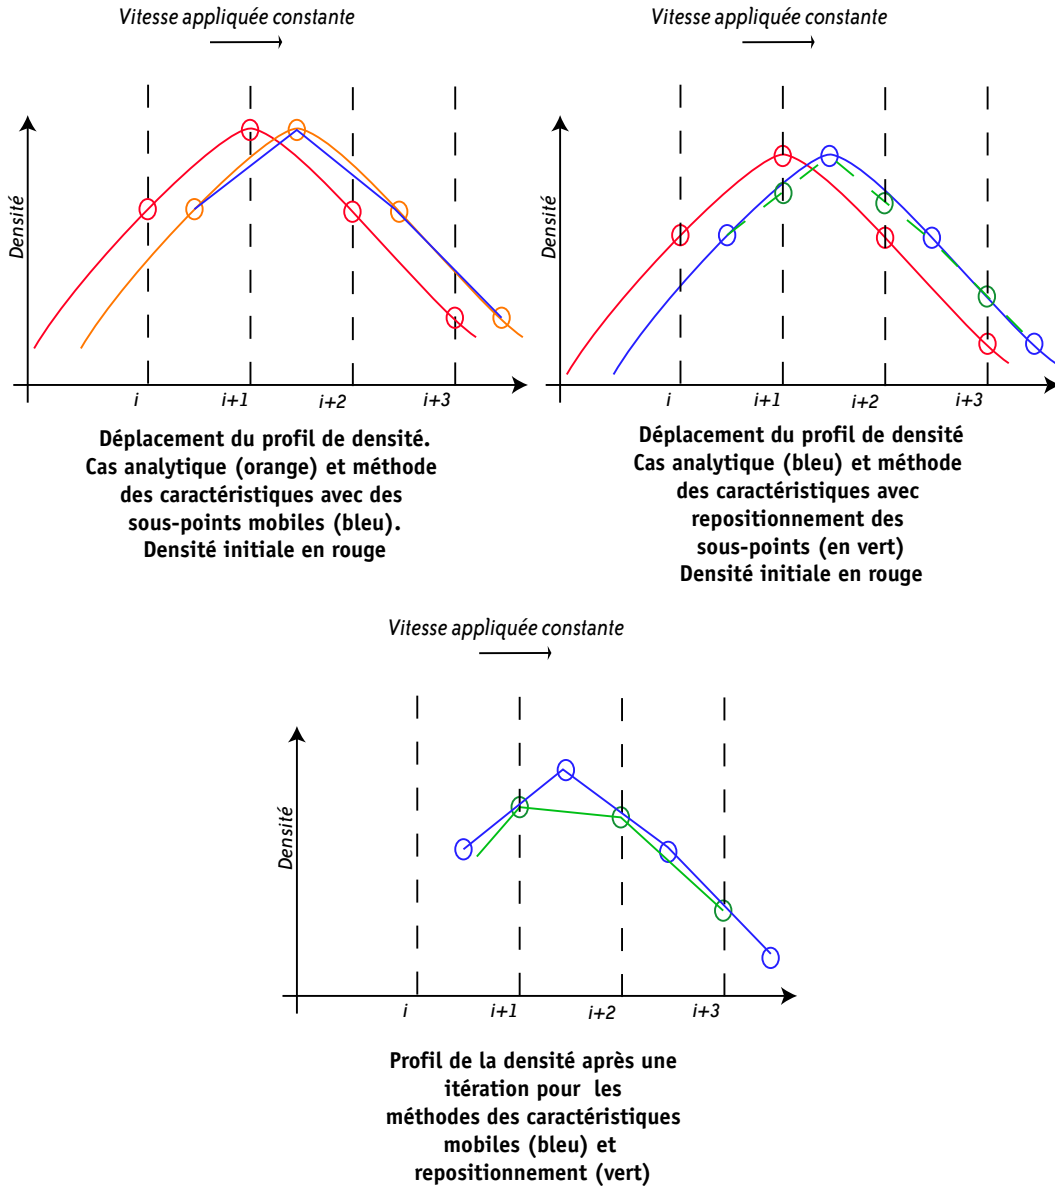 Vitesse appliquée constante
Densité
i
i+1
i+2
i+3
Déplacement du profil de densité.
Cas analytique (orange) et méthode
des caractéristiques avec des
sous-points mobiles (bleu).
Densité initiale en rouge
Vitesse appliquée constante
Densité
i
i+1
i+2
i+3
Déplacement du profil de densité
Cas analytique (bleu) et méthode
des caractéristiques avec
repositionnement des
sous-points (en vert)
Densité initiale en rouge
Vitesse appliquée constante
Densité
i
i+1
i+2
i+3
Profil de la densité après une
itération pour les
méthodes des caractéristiques
mobiles (bleu) et
repositionnement (vert)